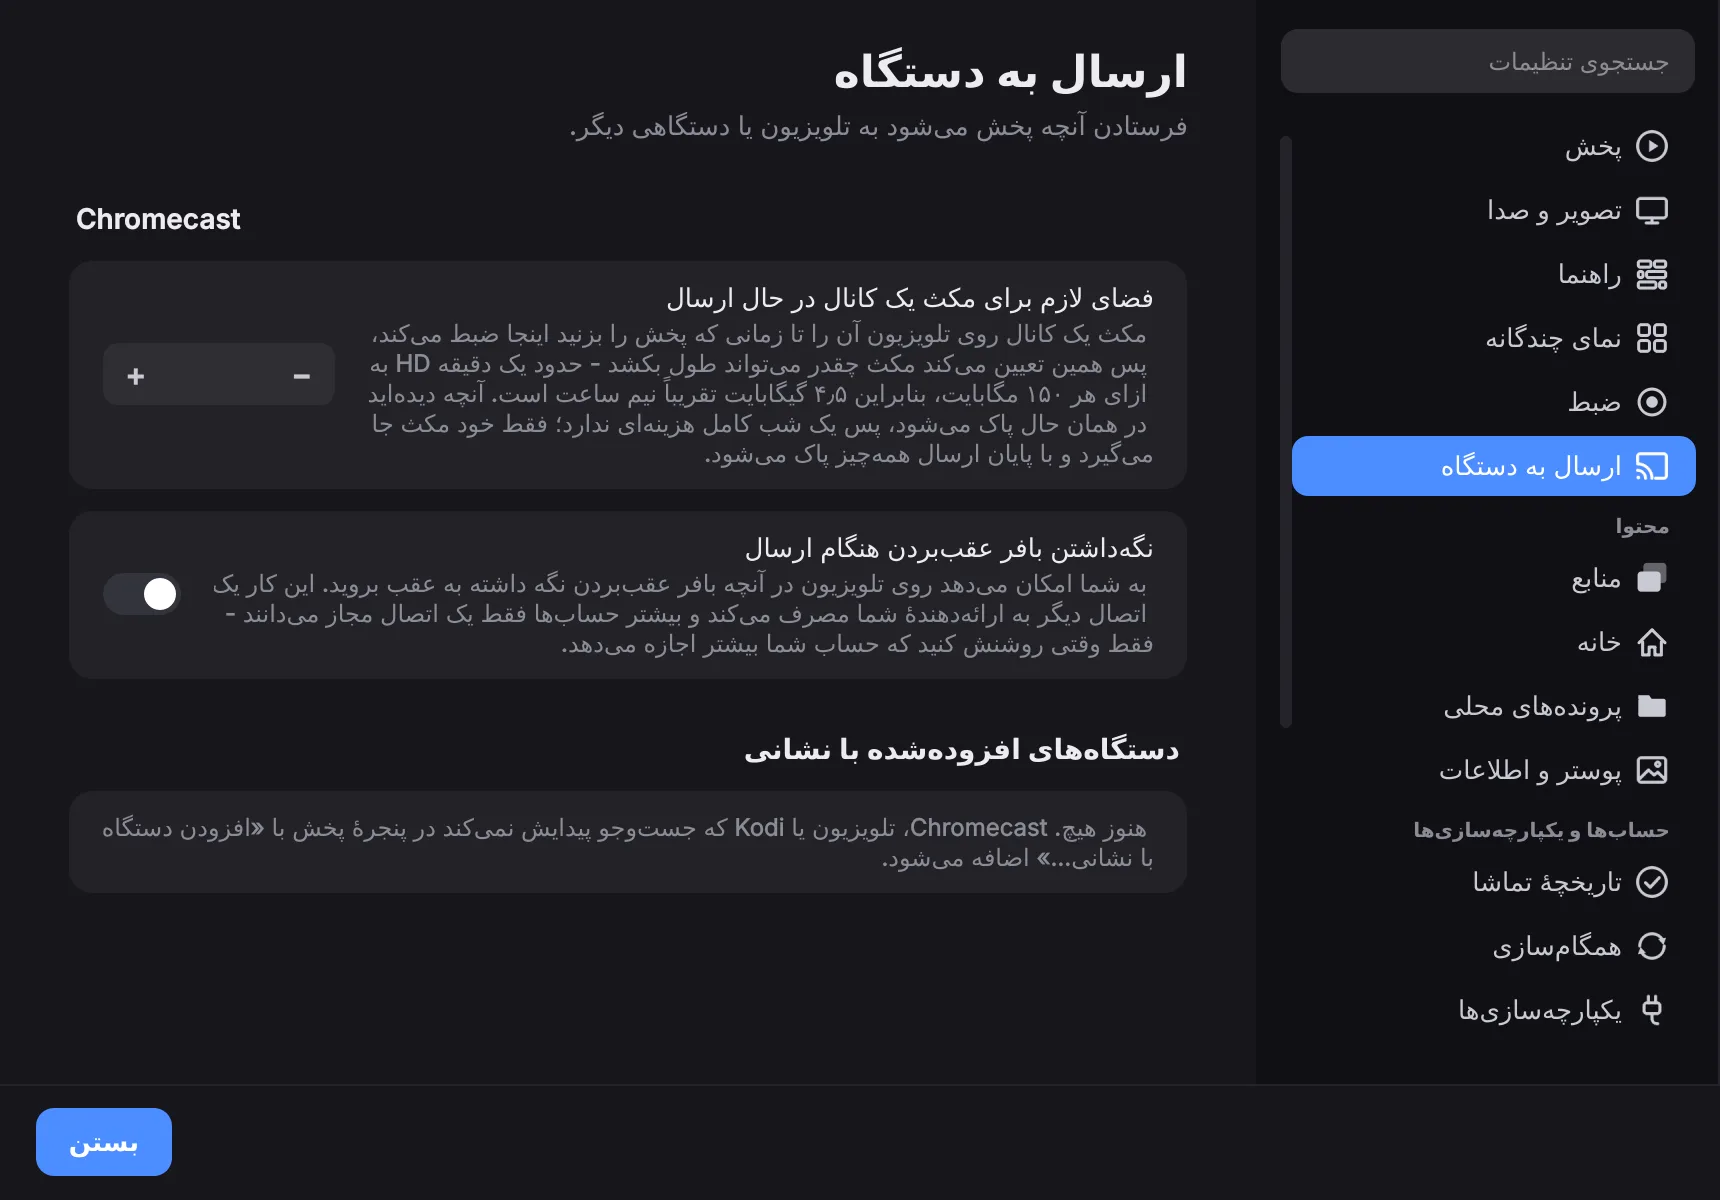 جستجوی تنظیمات
پخش
تصویر و صدا
راهنما
نمای چندگانه
ضبط
ارسال به دستگاه
محتوا
منابع
خانه
پرونده‌های محلی
پوستر و اطلاعات
حساب‌ها و یکپارچه‌سازی‌ها
تاریخچهٔ تماشا
همگام‌سازی
یکپارچه‌سازی‌ها
ارسال به دستگاه
فرستادن آنچه پخش می‌شود به تلویزیون یا دستگاهی دیگر.
Chromecast
فضای لازم برای مکث یک کانال در حال ارسال
مکث یک کانال روی تلویزیون آن را تا زمانی که پخش را بزنید اینجا ضبط می‌کند،
پس همین تعیین می‌کند مکث چقدر می‌تواند طول بکشد - حدود یک دقیقه HD به
ازای هر ۱۵۰ مگابایت، بنابراین ۴٫۵ گیگابایت تقریباً نیم ساعت است. آنچه دیده‌اید
در همان حال پاک می‌شود، پس یک شب کامل هزینه‌ای ندارد؛ فقط خود مکث جا
می‌گیرد و با پایان ارسال همه‌چیز پاک می‌شود.
− +
نگه‌داشتن بافر عقب‌بردن هنگام ارسال
به شما امکان می‌دهد روی تلویزیون در آنچه بافر عقب‌بردن نگه داشته به عقب بروید. این کار یک
اتصال دیگر به ارائه‌دهندهٔ شما مصرف می‌کند و بیشتر حساب‌ها فقط یک اتصال مجاز می‌دانند -
فقط وقتی روشنش کنید که حساب شما بیشتر اجازه می‌دهد.
دستگاه‌های افزوده‌شده با نشانی
هنوز هیچ. Chromecast، تلویزیون یا Kodi که جست‌وجو پیدایش نمی‌کند در پنجرهٔ پخش با «افزودن دستگاه
با نشانی...» اضافه می‌شود.
بستن